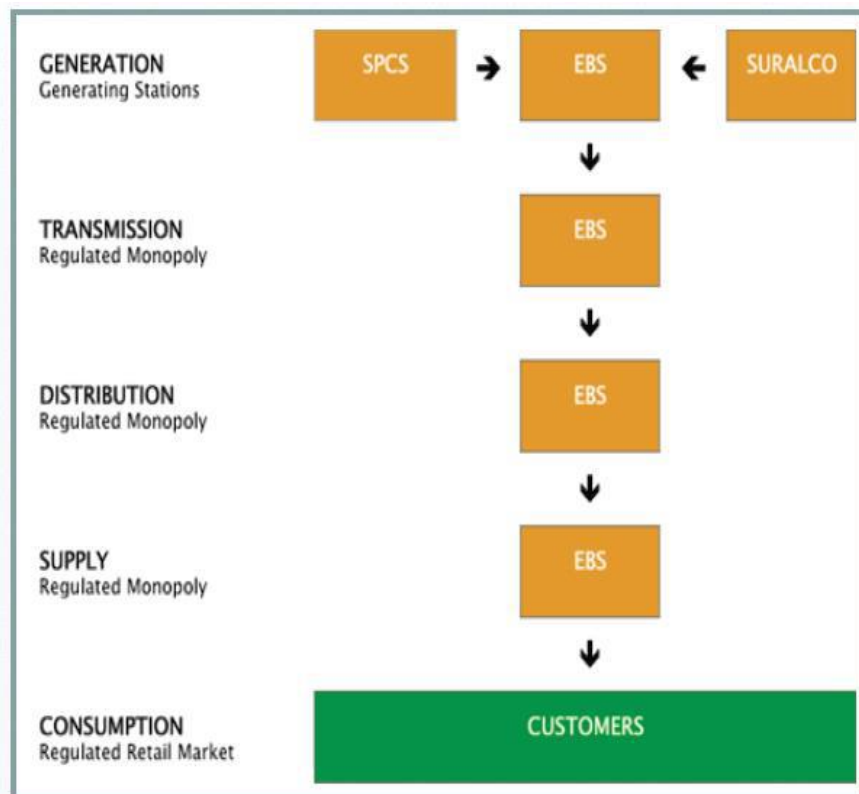 GENERATION
Generating Stations
SPCS → EBS ← SURALCO
↓
TRANSMISSION
Regulated Monopoly
EBS
↓
DISTRIBUTION
Regulated Monopoly
EBS
↓
SUPPLY
Regulated Monopoly
EBS
↓
CONSUMPTION
Regulated Retail Market
CUSTOMERS